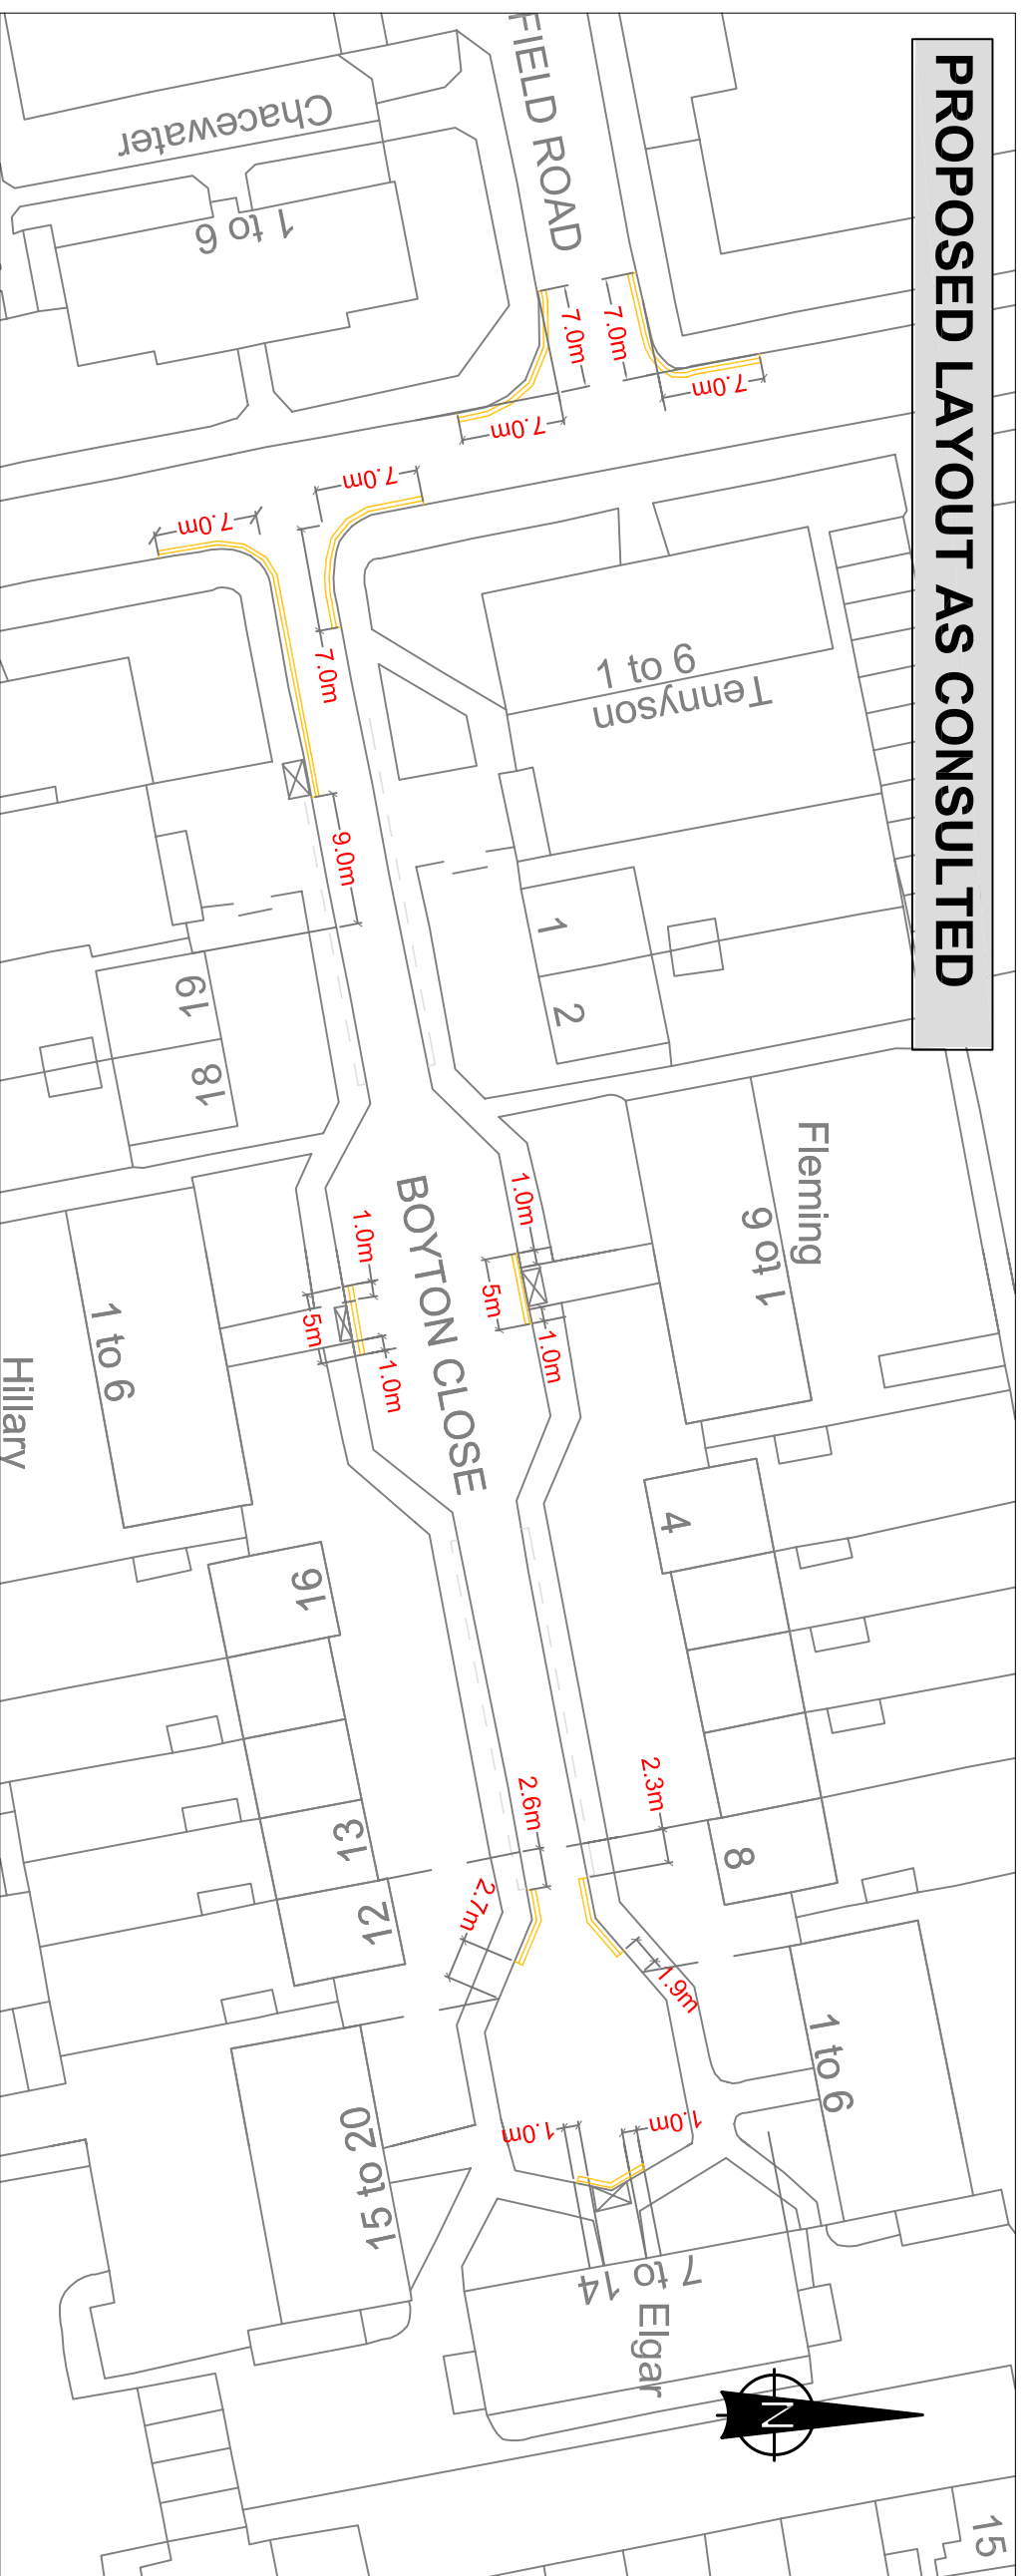 PROPOSED LAYOUT AS CONSULTED
FIELD ROAD
Chacewater
1 to 6
7.0m
7.0m
7.0m
7.0m
7.0m
7.0m
7.0m
9.0m
1 to 9
Tennyson
1
2
19
18
Fleming
1 to 9
BOYTON CLOSE
1.0m
5m
1.0m
1.0m
5m
1.0m
1 to 6
Hillary
4
16
8
13
12
2.6m
2.3m
2.7m
1.9m
1 to 6
15 to 20
1.0m
1.0m
7 to 14
Elgar
N
15